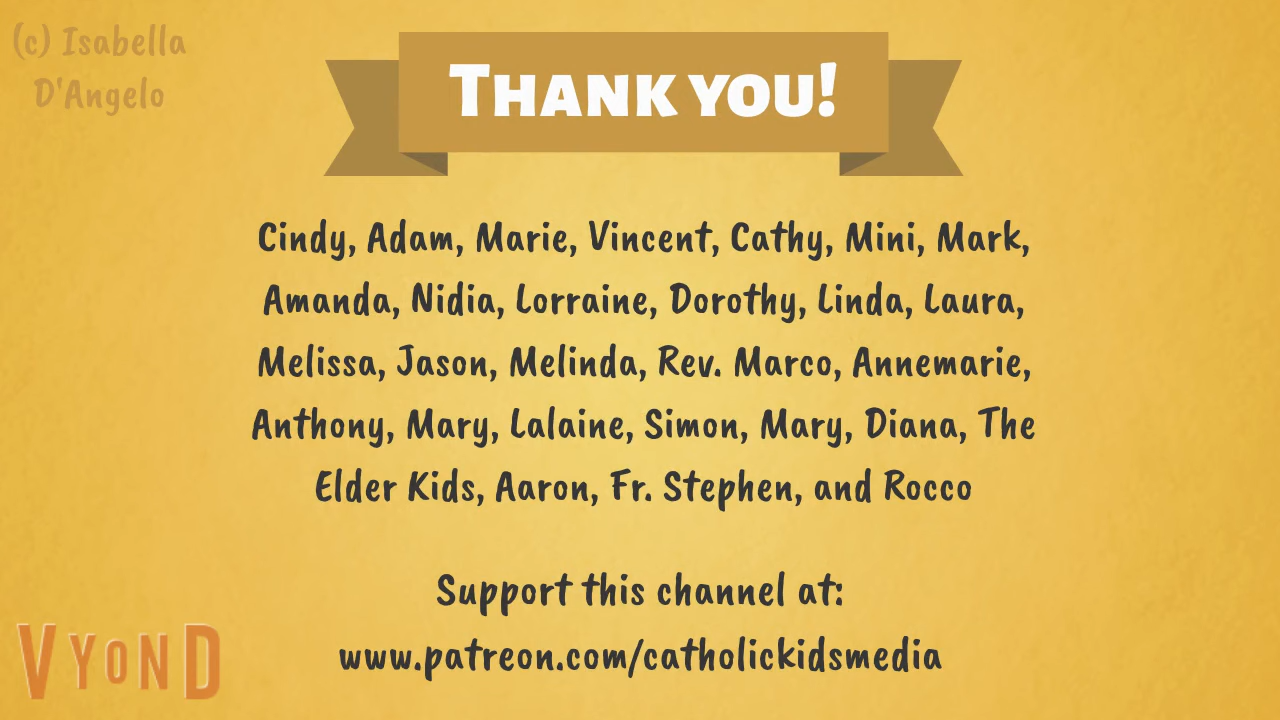 (c) Isabella
D'Angelo
THANK YOU!
Cindy, Adam, Marie, Vincent, Cathy, Mini, Mark,
Amanda, Nidia, Lorraine, Dorothy, Linda, Laura,
Melissa, Jason, Melinda, Rev. Marco, Annemarie,
Anthony, Mary, Lalaine, Simon, Mary, Diana, The
Elder Kids, Aaron, Fr. Stephen, and Rocco
Support this channel at:
www.patreon.com/catholickidsmedia
VYOND